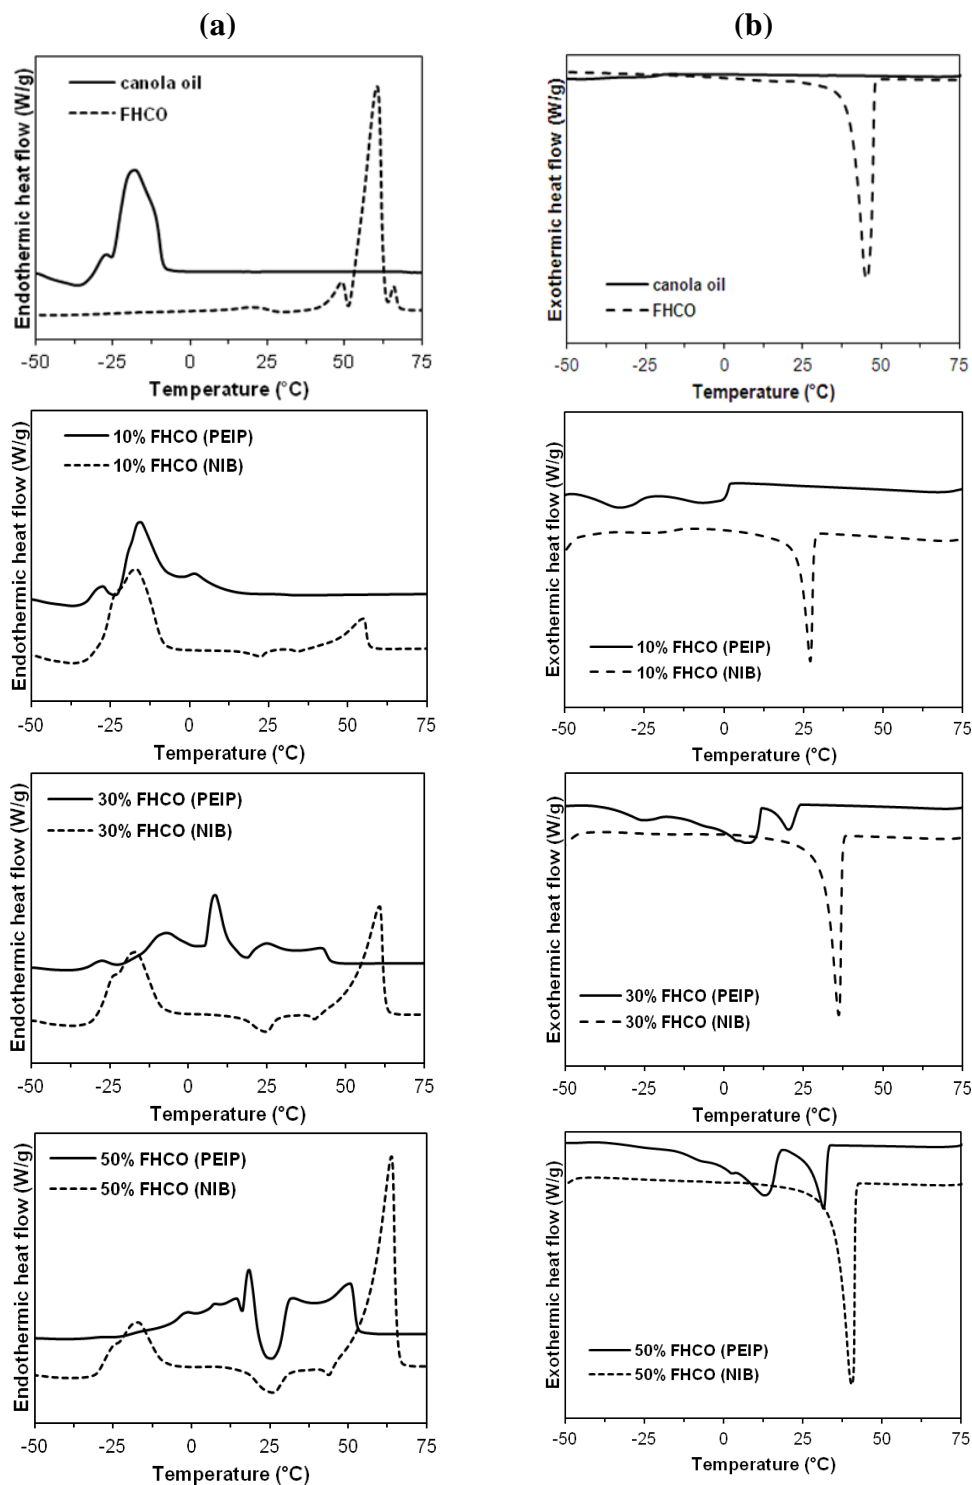 (a)
(b)
Endothermic heat flow (W/g)
canola oil
FHCO
-50 -25 0 25 50 75
Temperature (°C)
Exothermic heat flow (W/g)
canola oil
FHCO
-50 -25 0 25 50 75
Temperature (°C)
Endothermic heat flow (W/g)
10% FHCO (PEIP)
10% FHCO (NIB)
-50 -25 0 25 50 75
Temperature (°C)
Exothermic heat flow (W/g)
10% FHCO (PEIP)
10% FHCO (NIB)
-50 -25 0 25 50 75
Temperature (°C)
Endothermic heat flow (W/g)
30% FHCO (PEIP)
30% FHCO (NIB)
-50 -25 0 25 50 75
Temperature (°C)
Exothermic heat flow (W/g)
30% FHCO (PEIP)
30% FHCO (NIB)
-50 -25 0 25 50 75
Temperature (°C)
Endothermic heat flow (W/g)
50% FHCO (PEIP)
50% FHCO (NIB)
-50 -25 0 25 50 75
Temperature (°C)
Exothermic heat flow (W/g)
50% FHCO (PEIP)
50% FHCO (NIB)
-50 -25 0 25 50 75
Temperature (°C)